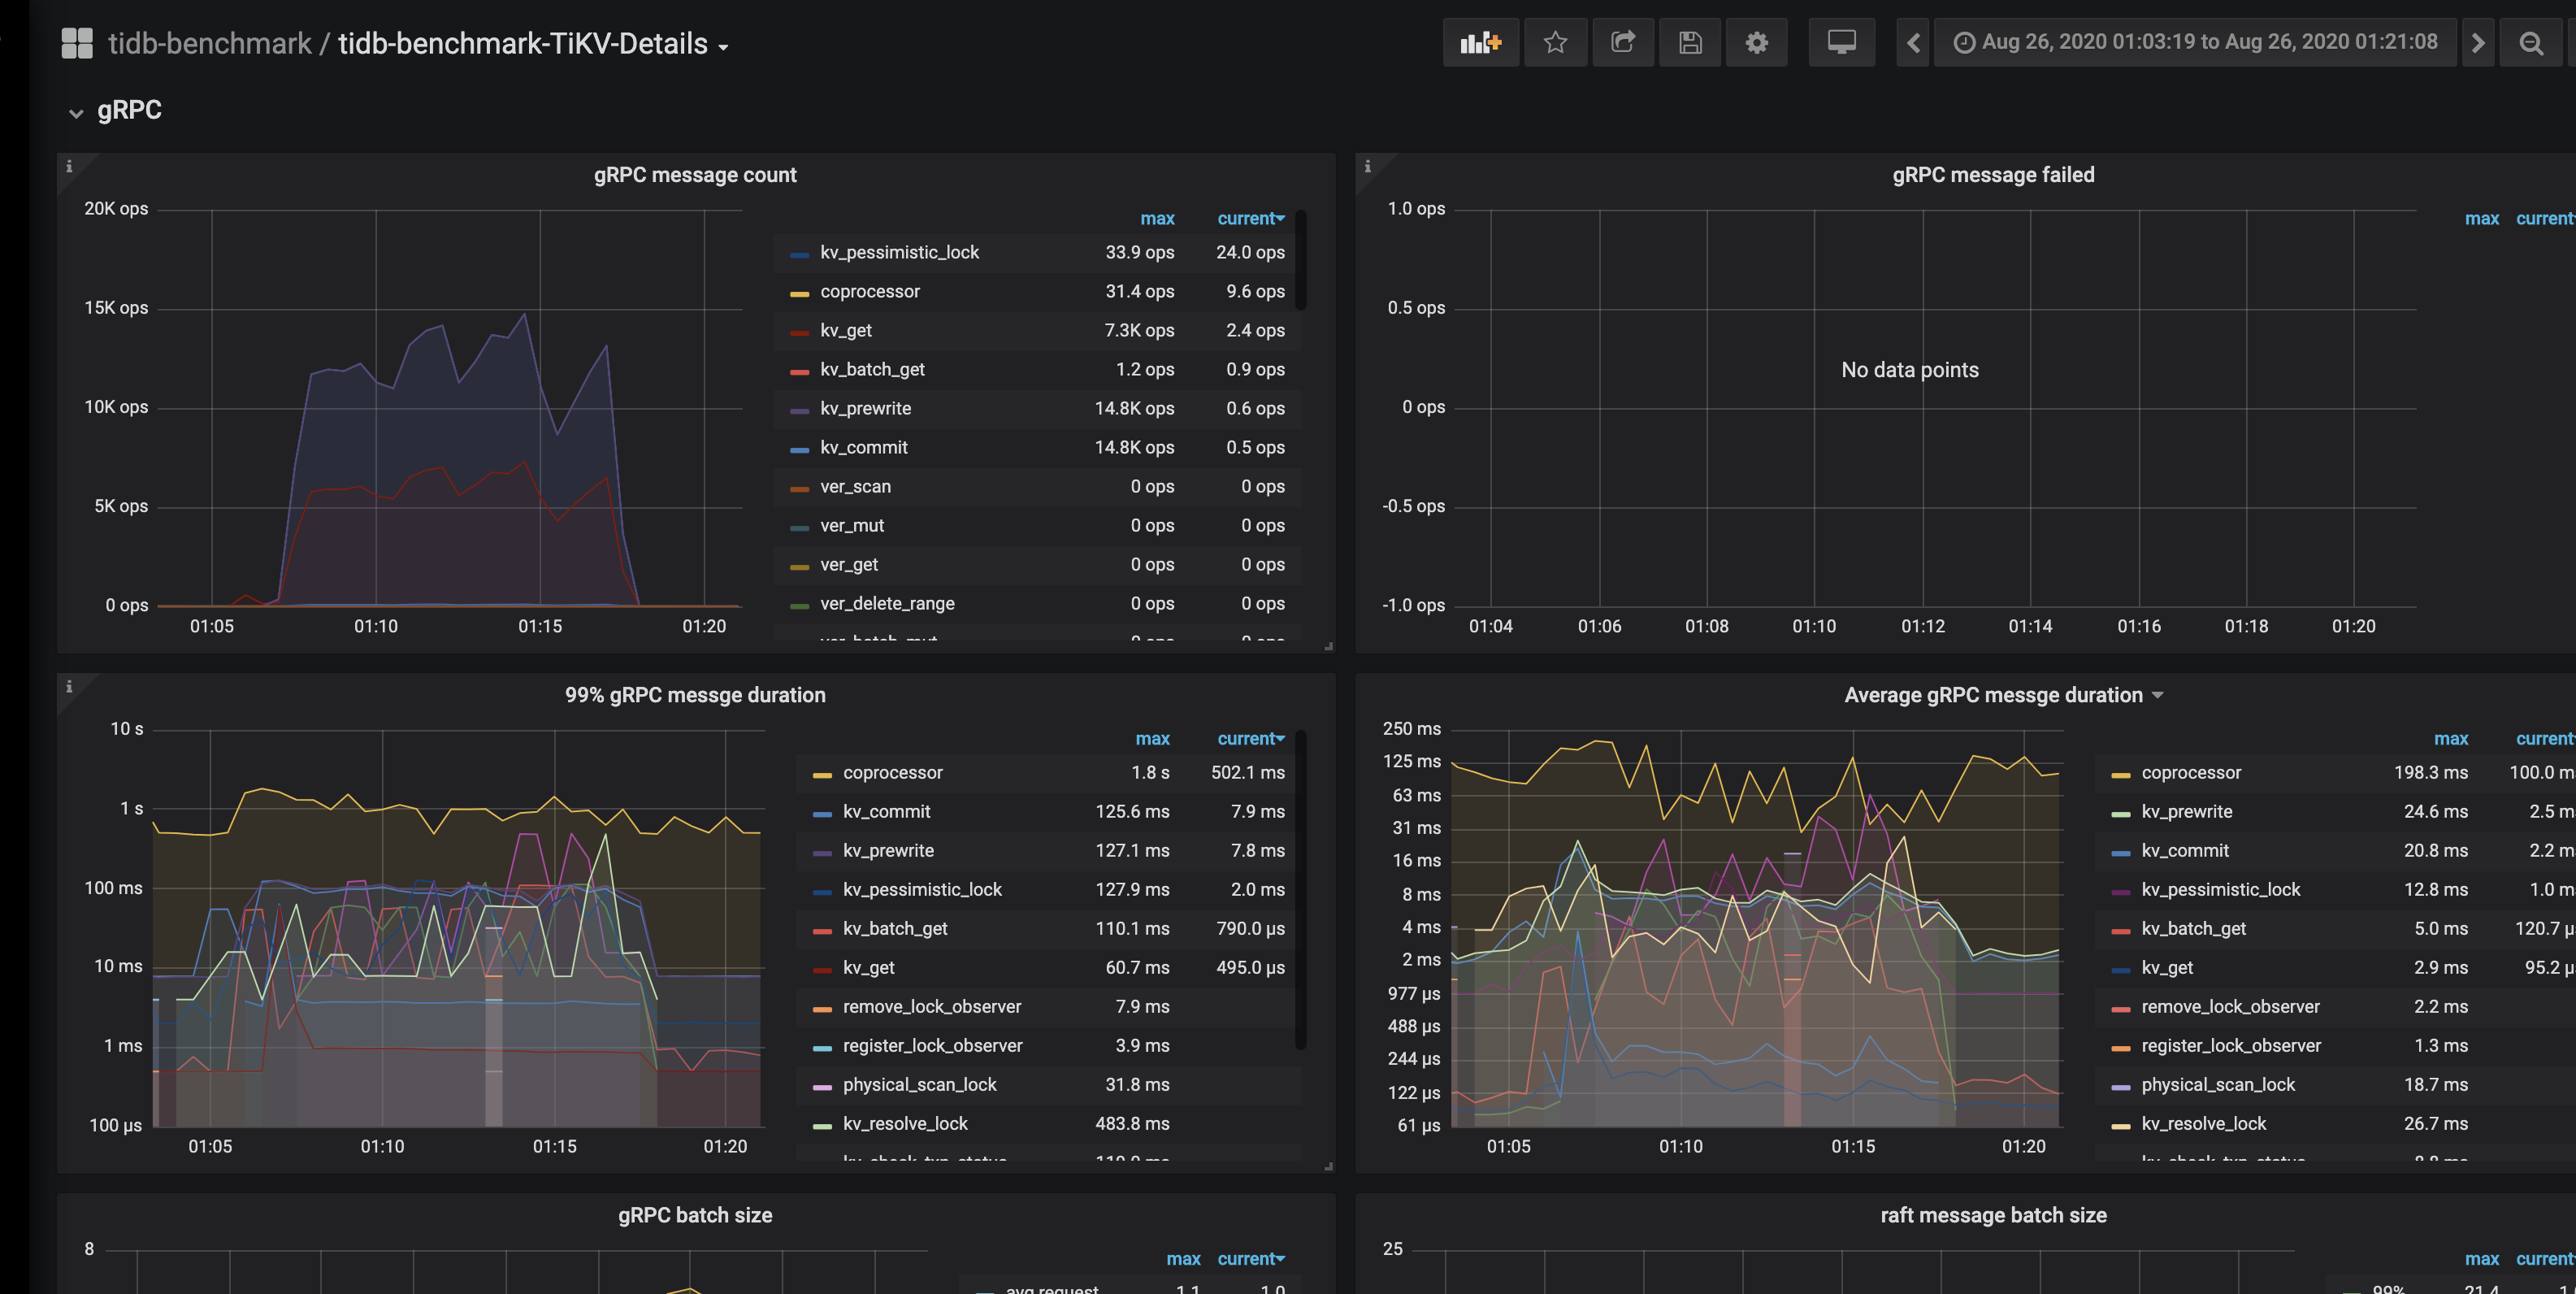 tidb-benchmark / tidb-benchmark-TiKV-Details
Aug 26, 2020 01:03:19 to Aug 26, 2020 01:21:08
gRPC
gRPC message count
20K ops
15K ops
10K ops
5K ops
0 ops
01:05 01:10 01:15 01:20
max current
kv_pessimistic_lock 33.9 ops 24.0 ops
coprocessor 31.4 ops 9.6 ops
kv_get 7.3K ops 2.4 ops
kv_batch_get 1.2 ops 0.9 ops
kv_prewrite 14.8K ops 0.6 ops
kv_commit 14.8K ops 0.5 ops
ver_scan 0 ops 0 ops
ver_mut 0 ops 0 ops
ver_get 0 ops 0 ops
ver_delete_range 0 ops 0 ops
ver_batch_mut 0 ops 0 ops
gRPC message failed
1.0 ops
0.5 ops
0 ops
-0.5 ops
-1.0 ops
No data points
01:04 01:06 01:08 01:10 01:12 01:14 01:16 01:18 01:20
max current
99% gRPC messge duration
10 s
1 s
100 ms
10 ms
1 ms
100 µs
01:05 01:10 01:15 01:20
max current
coprocessor 1.8 s 502.1 ms
kv_commit 125.6 ms 7.9 ms
kv_prewrite 127.1 ms 7.8 ms
kv_pessimistic_lock 127.9 ms 2.0 ms
kv_batch_get 110.1 ms 790.0 µs
kv_get 60.7 ms 495.0 µs
remove_lock_observer 7.9 ms
register_lock_observer 3.9 ms
physical_scan_lock 31.8 ms
kv_resolve_lock 483.8 ms
kv_check_txn_status
Average gRPC messge duration
250 ms
125 ms
63 ms
31 ms
16 ms
8 ms
4 ms
2 ms
977 µs
488 µs
244 µs
122 µs
61 µs
01:05 01:10 01:15 01:20
max current
coprocessor 198.3 ms 100.0 m
kv_prewrite 24.6 ms 2.5 m
kv_commit 20.8 ms 2.2 m
kv_pessimistic_lock 12.8 ms 1.0 m
kv_batch_get 5.0 ms 120.7 µ
kv_get 2.9 ms 95.2 µ
remove_lock_observer 2.2 ms
register_lock_observer 1.3 ms
physical_scan_lock 18.7 ms
kv_resolve_lock 26.7 ms
kv_check_txn_status
gRPC batch size
8
max current
avg request 1.1 1.0
raft message batch size
25
max current
99% 21.4